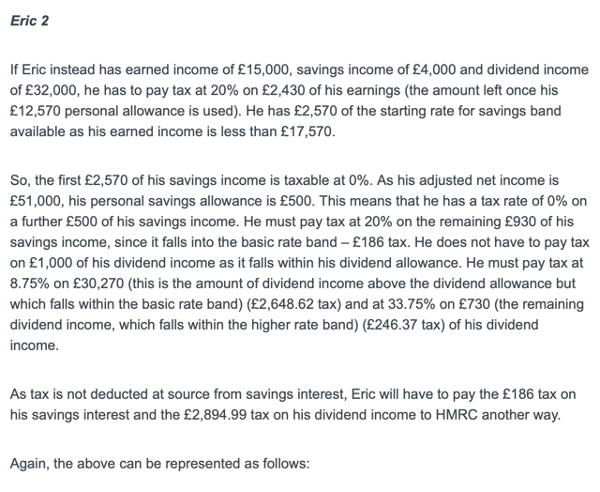 Eric 2
If Eric instead has earned income of £15,000, savings income of £4,000 and dividend income
of £32,000, he has to pay tax at 20% on £2,430 of his earnings (the amount left once his
£12,570 personal allowance is used). He has £2,570 of the starting rate for savings band
available as his earned income is less than £17,570.
So, the first £2,570 of his savings income is taxable at 0%. As his adjusted net income is
£51,000, his personal savings allowance is £500. This means that he has a tax rate of 0% on
a further £500 of his savings income. He must pay tax at 20% on the remaining £930 of his
savings income, since it falls into the basic rate band – £186 tax. He does not have to pay tax
on £1,000 of his dividend income as it falls within his dividend allowance. He must pay tax at
8.75% on £30,270 (this is the amount of dividend income above the dividend allowance but
which falls within the basic rate band) (£2,648.62 tax) and at 33.75% on £730 (the remaining
dividend income, which falls within the higher rate band) (£246.37 tax) of his dividend
income.
As tax is not deducted at source from savings interest, Eric will have to pay the £186 tax on
his savings interest and the £2,894.99 tax on his dividend income to HMRC another way.
Again, the above can be represented as follows: